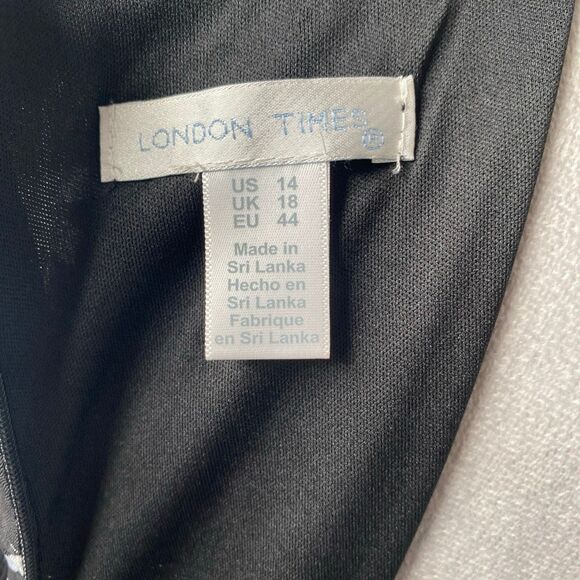 LONDON TIMES®
US 14
UK 18
EU 44
Made in
Sri Lanka
Hecho en
Sri Lanka
Fabrique
en Sri Lanka